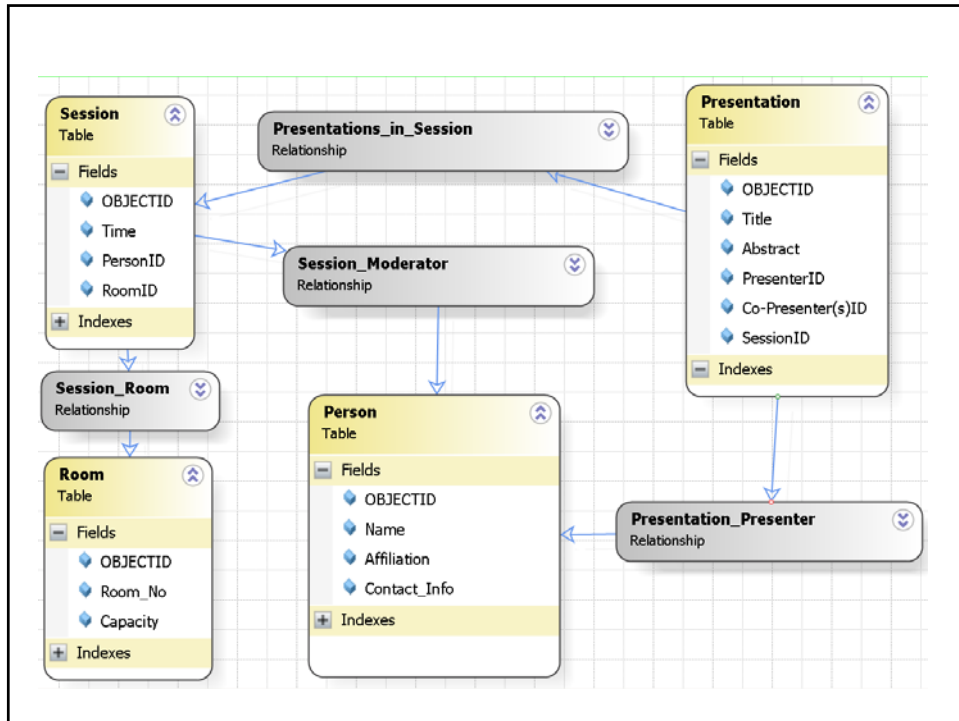 Session
Table
Fields
OBJECTID
Time
PersonID
RoomID
Indexes
Presentations_in_Session
Relationship
Presentation
Table
Fields
OBJECTID
Title
Abstract
PresenterID
Co-Presenter(s)ID
SessionID
Indexes
Session_Moderator
Relationship
Session_Room
Relationship
Room
Table
Fields
OBJECTID
Room_No
Capacity
Indexes
Person
Table
Fields
OBJECTID
Name
Affiliation
Contact_Info
Indexes
Presentation_Presenter
Relationship